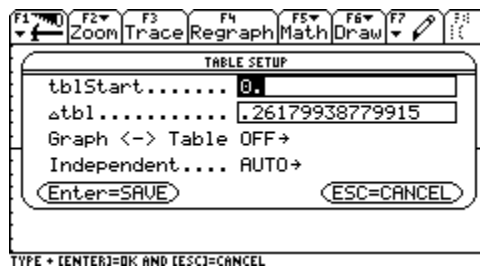 F1 F2 F3 F4 F5 F6 F7
Zoom Trace Regraph Math Draw
TABLE SETUP
tblStart....... 0.
△tbl........... .26179938779915
Graph <-> Table OFF→
Independent.... AUTO→
Enter=SAVE ESC=CANCEL
TYPE + [ENTER]=OK AND [ESC]=CANCEL